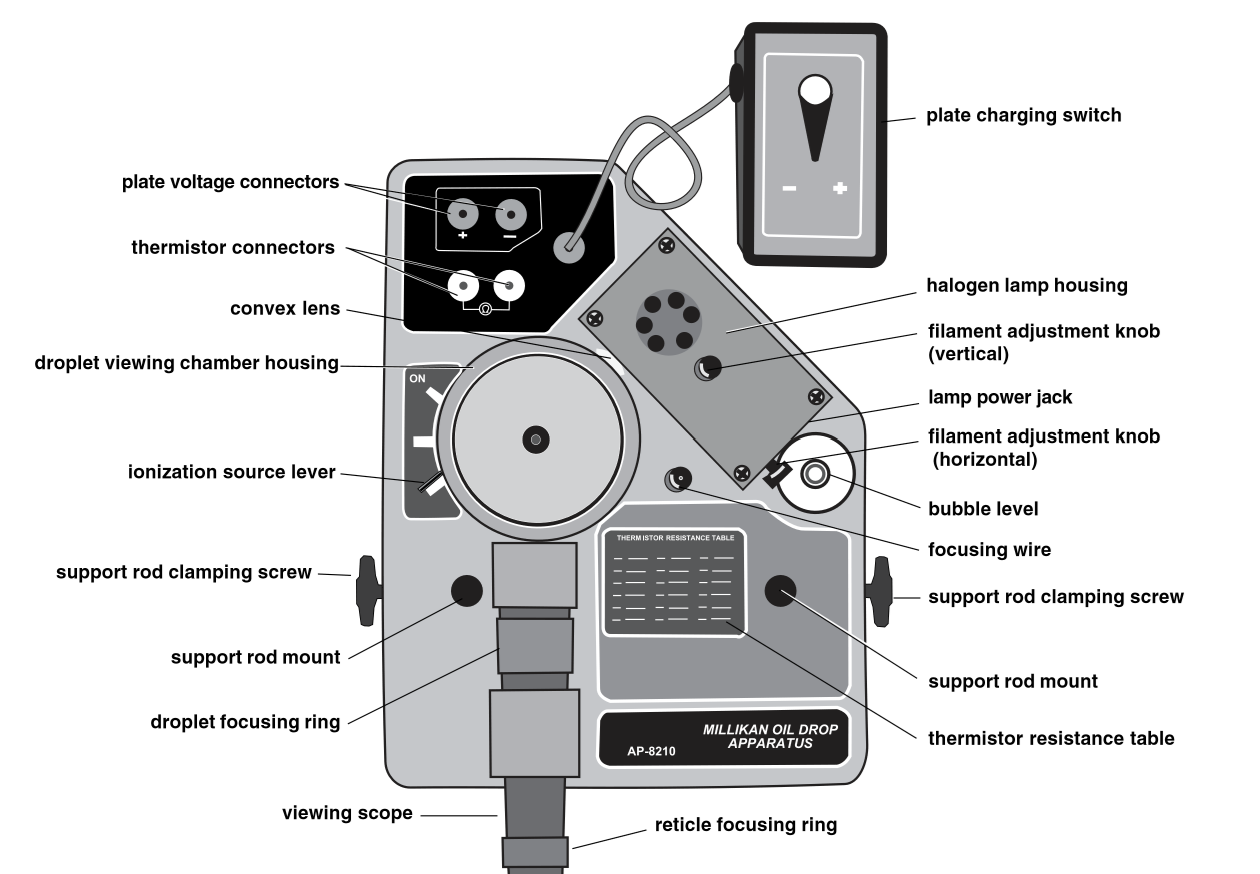 plate charging switch
plate voltage connectors
+ −
thermistor connectors
Ω
− +
halogen lamp housing
convex lens
filament adjustment knob
(vertical)
droplet viewing chamber housing
ON
lamp power jack
filament adjustment knob
(horizontal)
ionization source lever
bubble level
THERMISTOR RESISTANCE TABLE
focusing wire
support rod clamping screw
support rod clamping screw
support rod mount
support rod mount
droplet focusing ring
MILLIKAN OIL DROP
APPARATUS
AP-8210
thermistor resistance table
viewing scope
reticle focusing ring